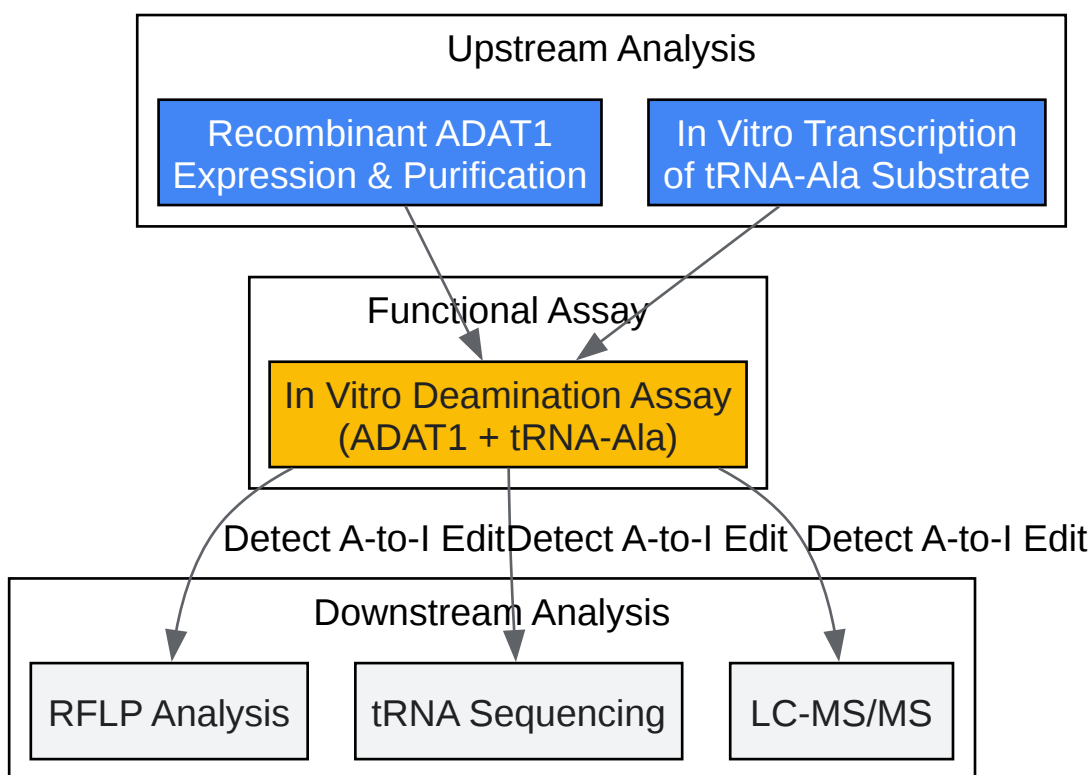 Upstream Analysis
Recombinant ADAT1
Expression & Purification
In Vitro Transcription
of tRNA-Ala Substrate
Functional Assay
In Vitro Deamination Assay
(ADAT1 + tRNA-Ala)
Detect A-to-I Edit
Detect A-to-I Edit
Detect A-to-I Edit
Downstream Analysis
RFLP Analysis
tRNA Sequencing
LC-MS/MS